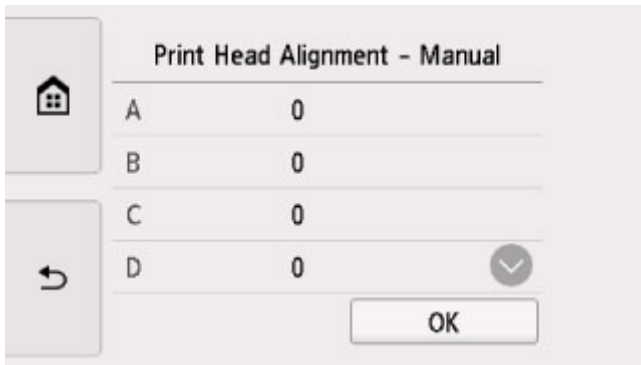 Print Head Alignment - Manual
A 0
B 0
C 0
D 0
OK